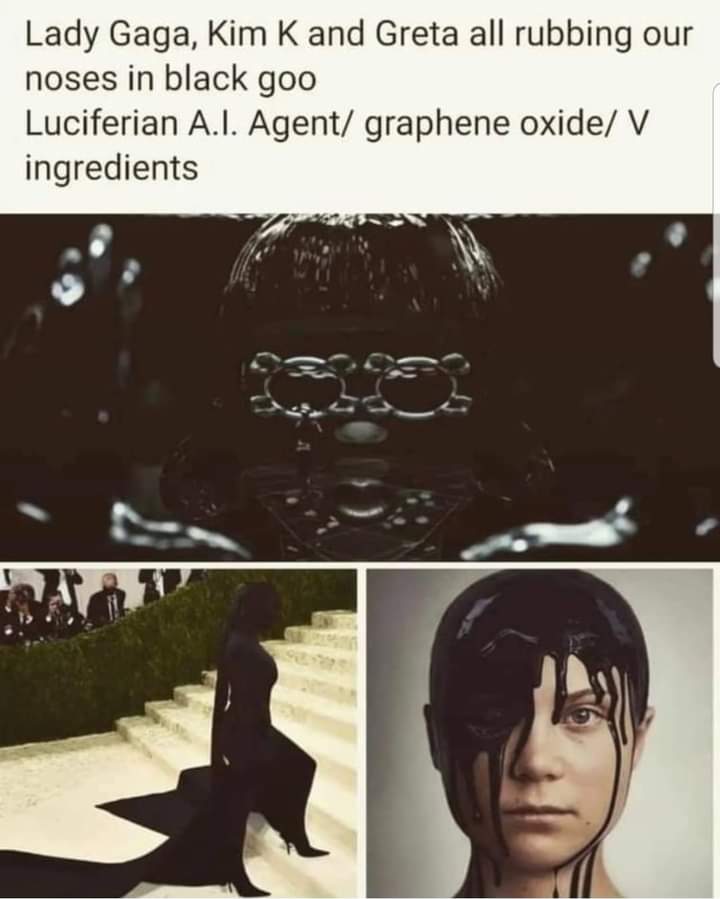 Lady Gaga, Kim K and Greta all rubbing our
noses in black goo
Luciferian A.I. Agent/ graphene oxide/ V
ingredients